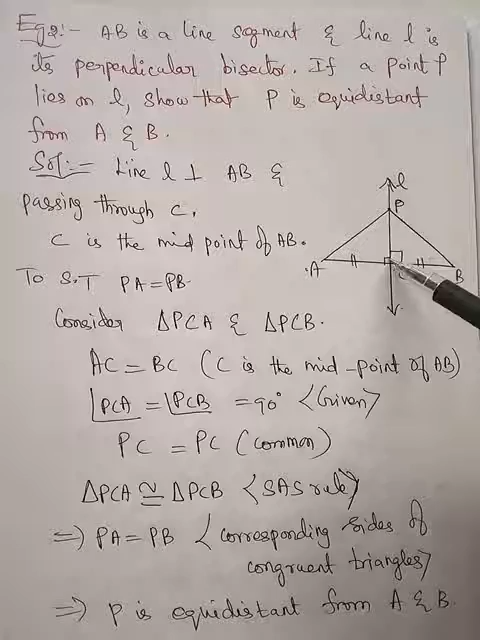 Eg2:- AB is a line segment & line l is
its perpendicular bisector. If a point P
lies on l, show that P is equidistant
from A & B.
Sol:- Line l ⊥ AB &
passing through C.
C is the mid point of AB.
l
P
A
C
B
To S.T PA = PB
Consider ΔPCA & ΔPCB.
AC = BC (C is the mid-point of AB)
∠PCA = ∠PCB = 90° <Given>
PC = PC (common)
ΔPCA ≅ ΔPCB <SAS rule>
=> PA = PB <corresponding sides of
congruent triangles>
=> P is equidistant from A & B.